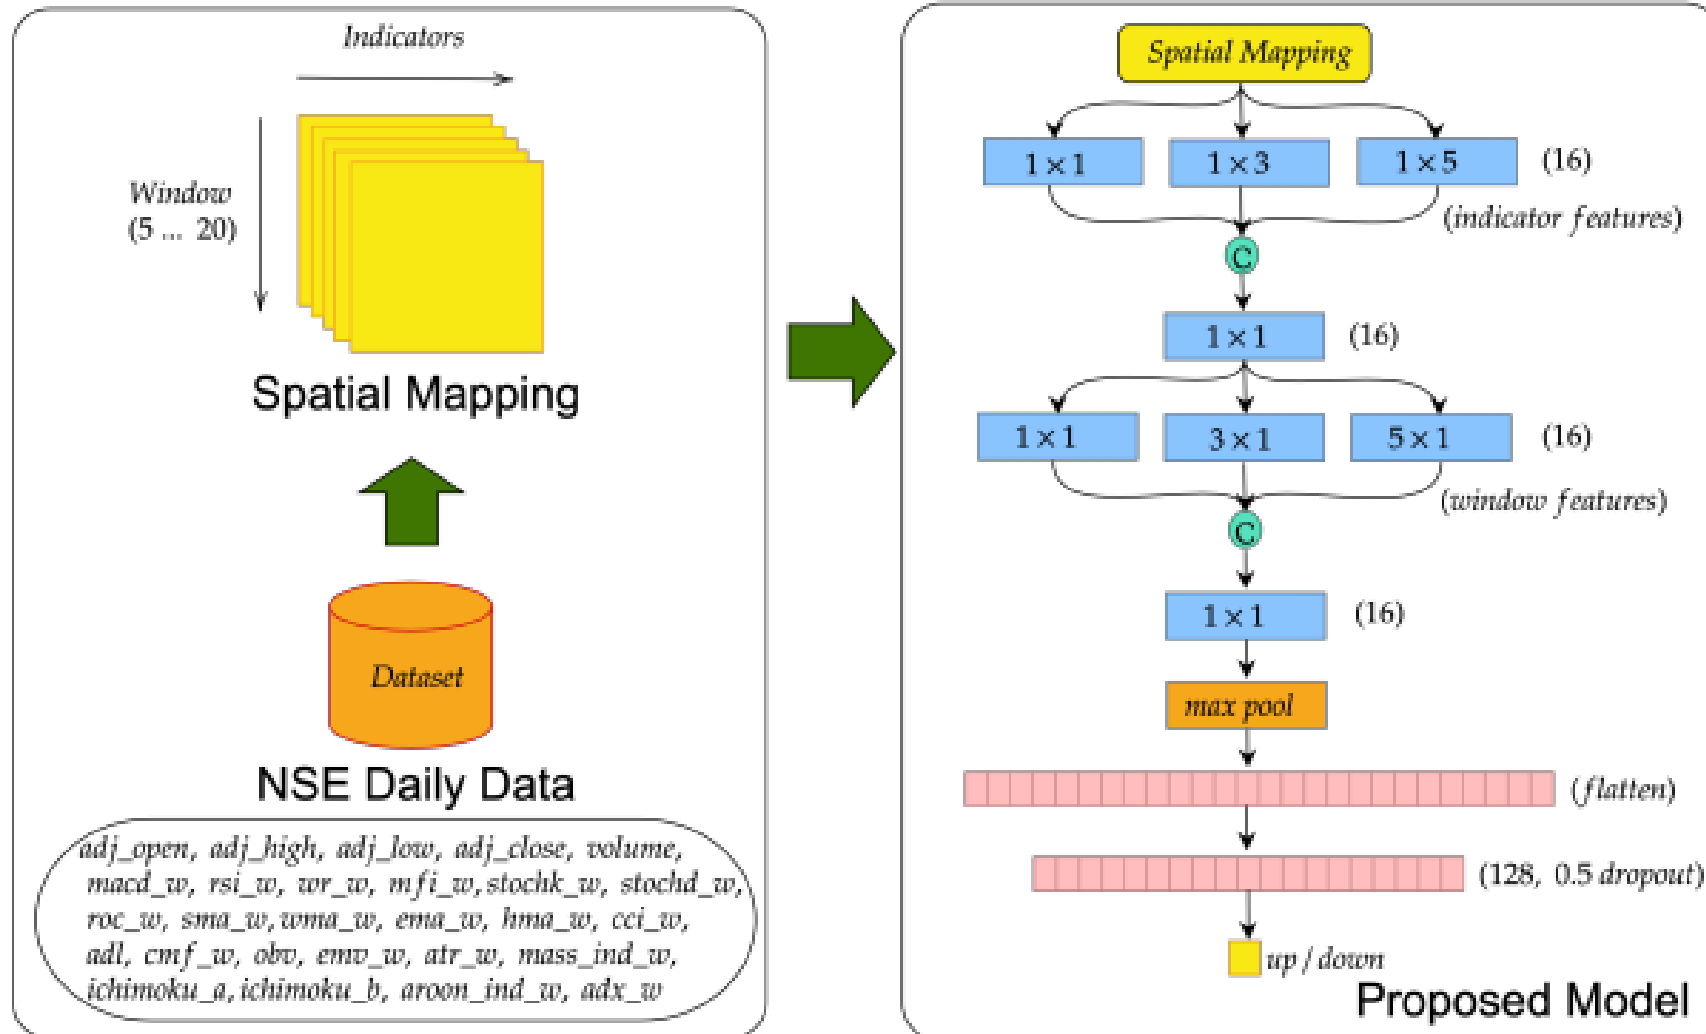 Indicators
Window
(5 ... 20)
Spatial Mapping
Dataset
NSE Daily Data
adj_open, adj_high, adj_low, adj_close, volume,
macd_w, rsi_w, wr_w, mfi_w, stochk_w, stochd_w,
roc_w, sma_w, wma_w, ema_w, hma_w, cci_w,
adl, cmf_w, obv, emv_w, atr_w, mass_ind_w,
ichimoku_a, ichimoku_b, aroon_ind_w, adx_w
Spatial Mapping
1 × 1 1 × 3 1 × 5 (16)
(indicator features)
C
1 × 1 (16)
1 × 1 3 × 1 5 × 1 (16)
(window features)
C
1 × 1 (16)
max pool
(flatten)
(128, 0.5 dropout)
up / down
Proposed Model